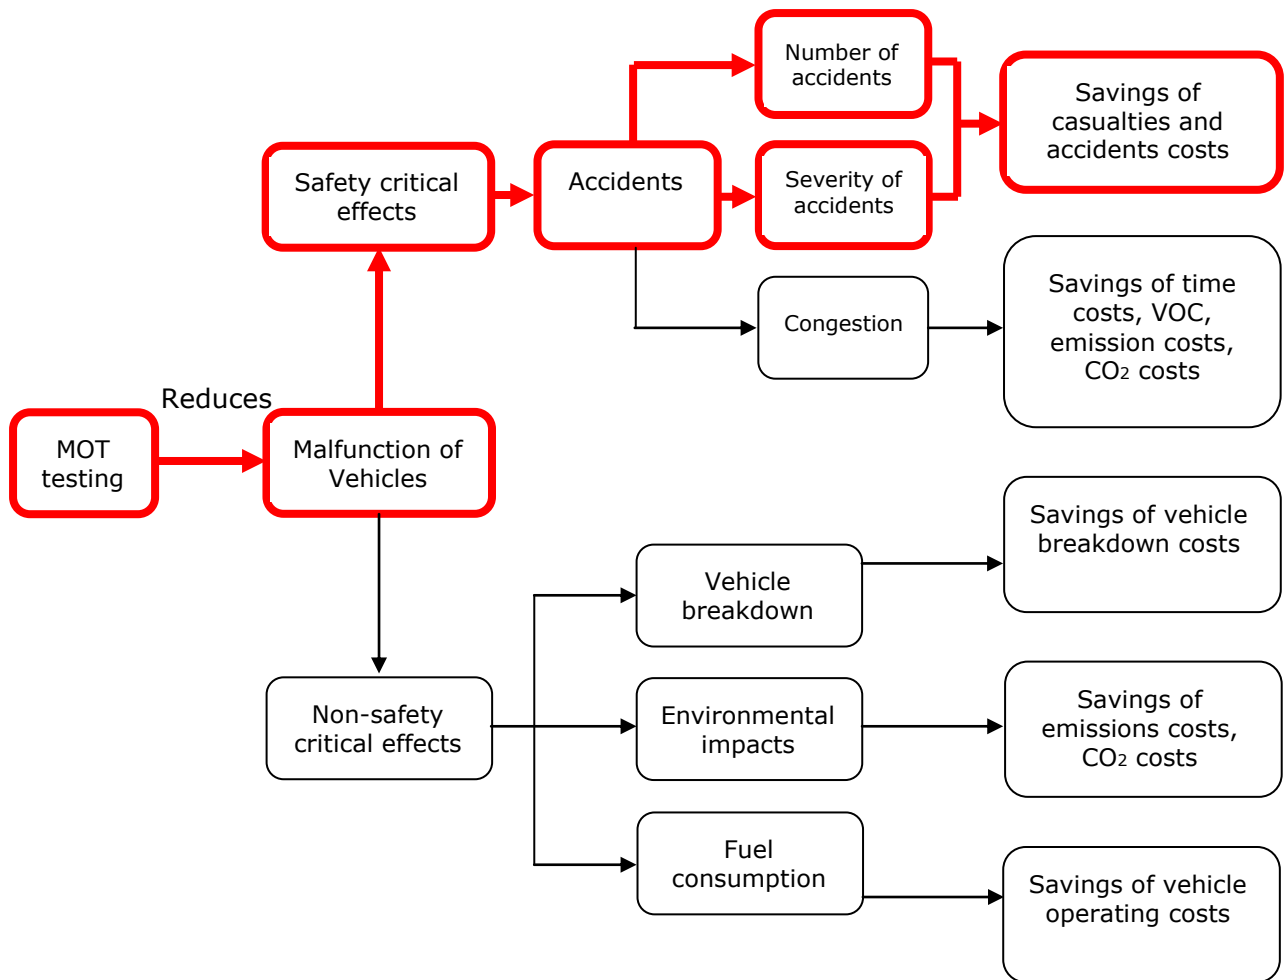 Number of
accidents
Savings of
casualties and
accidents costs
Safety critical
effects
Accidents
Severity of
accidents
Congestion
Savings of time
costs, VOC,
emission costs,
CO₂ costs
Reduces
MOT
testing
Malfunction of
Vehicles
Savings of vehicle
breakdown costs
Vehicle
breakdown
Non-safety
critical effects
Environmental
impacts
Savings of
emissions costs,
CO₂ costs
Fuel
consumption
Savings of vehicle
operating costs